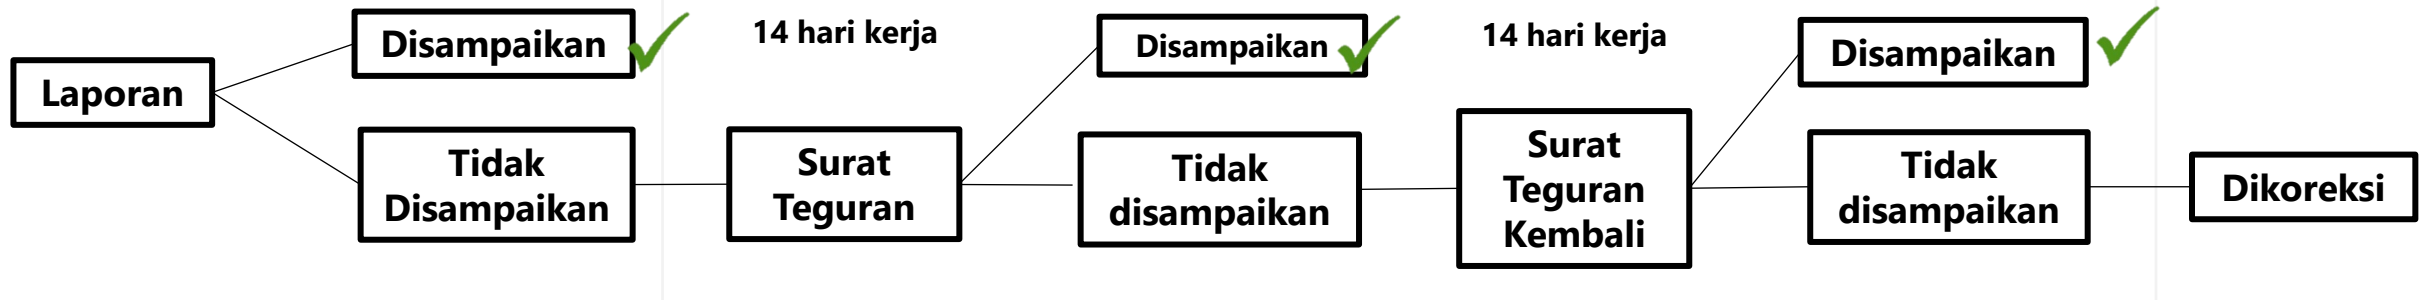 Laporan
Disampaikan
Tidak
Disampaikan
14 hari kerja
Surat
Teguran
Disampaikan
Tidak
disampaikan
14 hari kerja
Surat
Teguran
Kembali
Disampaikan
Tidak
disampaikan
Dikoreksi